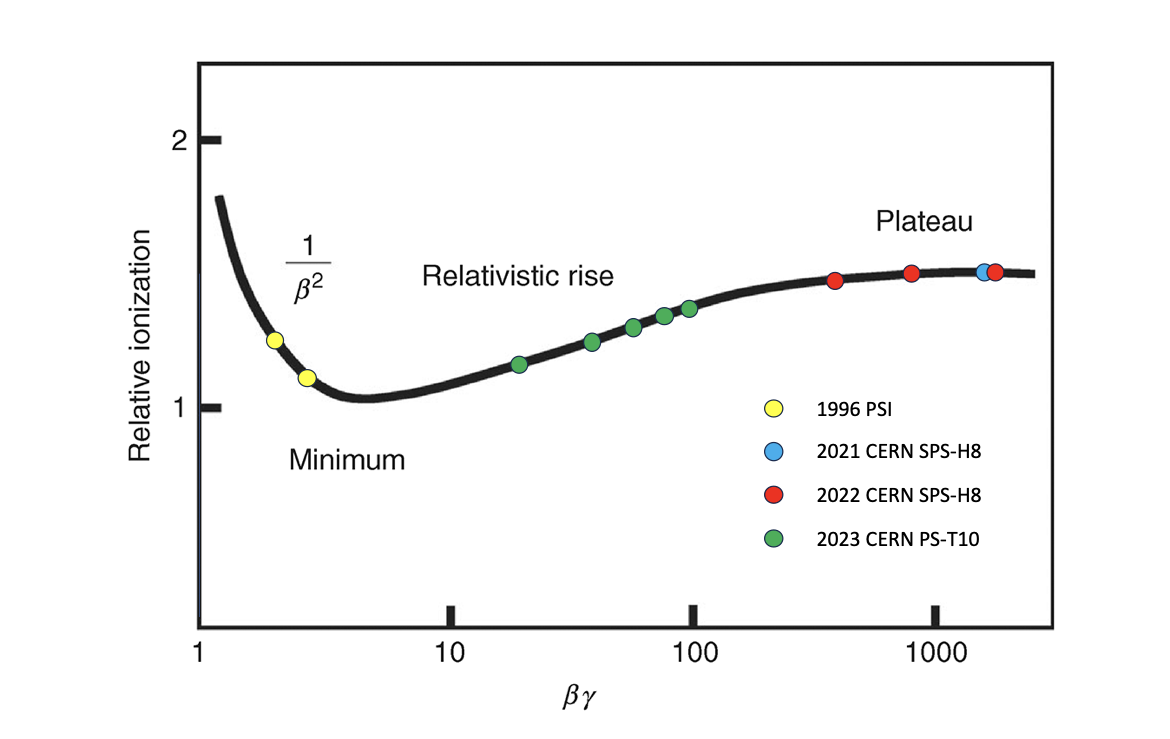 2
1
Relative ionization
1
β²
Relativistic rise
Minimum
Plateau
1996 PSI
2021 CERN SPS-H8
2022 CERN SPS-H8
2023 CERN PS-T10
1 10 100 1000
βγ